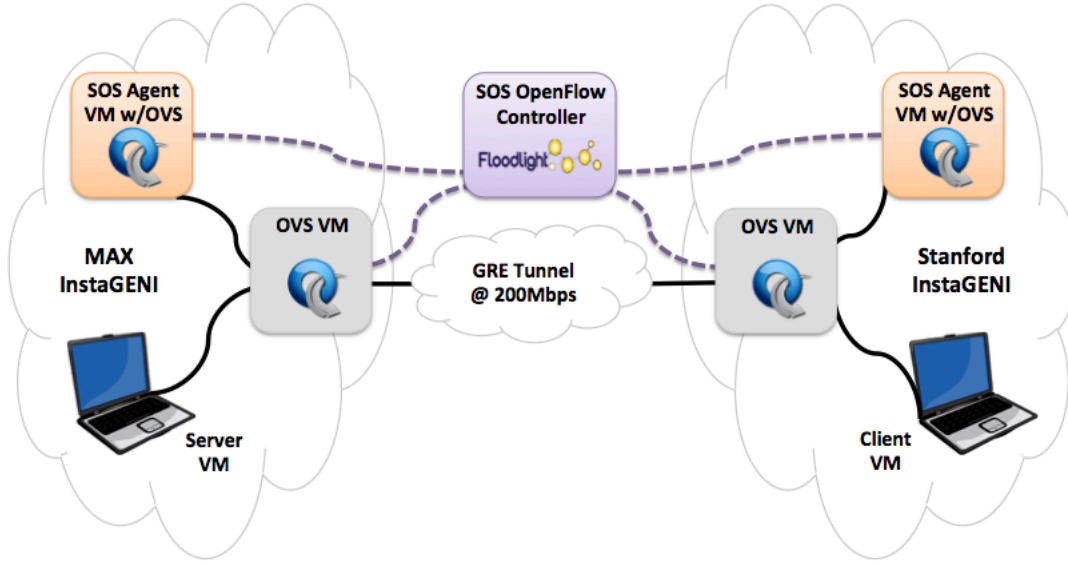 SOS Agent
VM w/OVS
SOS OpenFlow
Controller
Floodlight
SOS Agent
VM w/OVS
OVS VM
OVS VM
MAX
InstaGENI
GRE Tunnel
@ 200Mbps
Stanford
InstaGENI
Server
VM
Client
VM